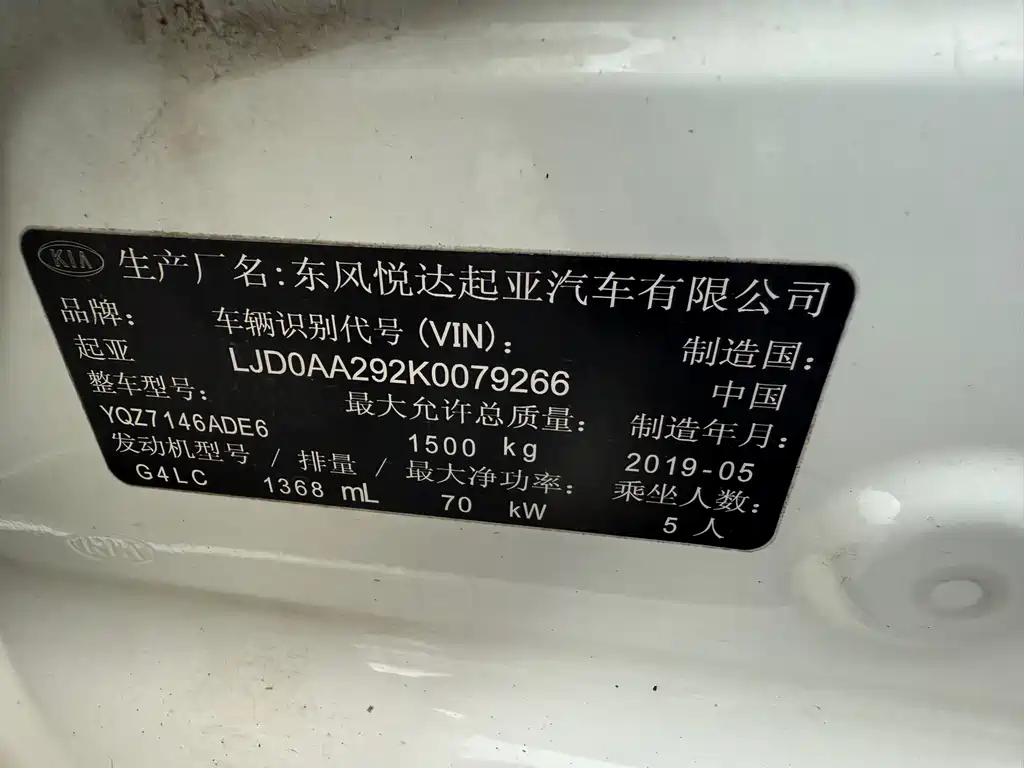 KIA 生产厂名:东风悦达起亚汽车有限公司
品牌: 车辆识别代号(VIN): 制造国:
起亚 LJD0AA292K0079266 中国
整车型号: 最大允许总质量: 制造年月:
YQZ7146ADE6 1500 kg 2019-05
发动机型号 / 排量 / 最大净功率: 乘坐人数:
G4LC 1368 mL 70 kW 5 人